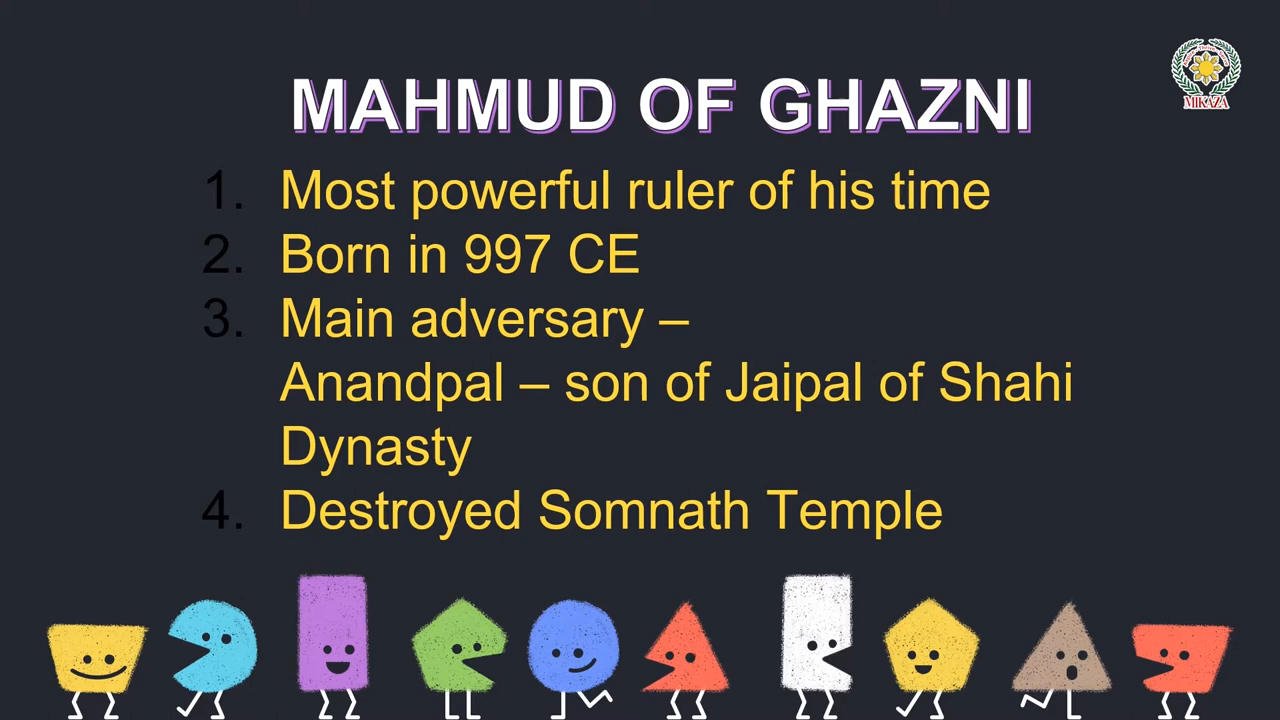 MAHMUD OF GHAZNI
MIKAZA
1. Most powerful ruler of his time
2. Born in 997 CE
3. Main adversary –
Anandpal – son of Jaipal of Shahi
Dynasty
4. Destroyed Somnath Temple